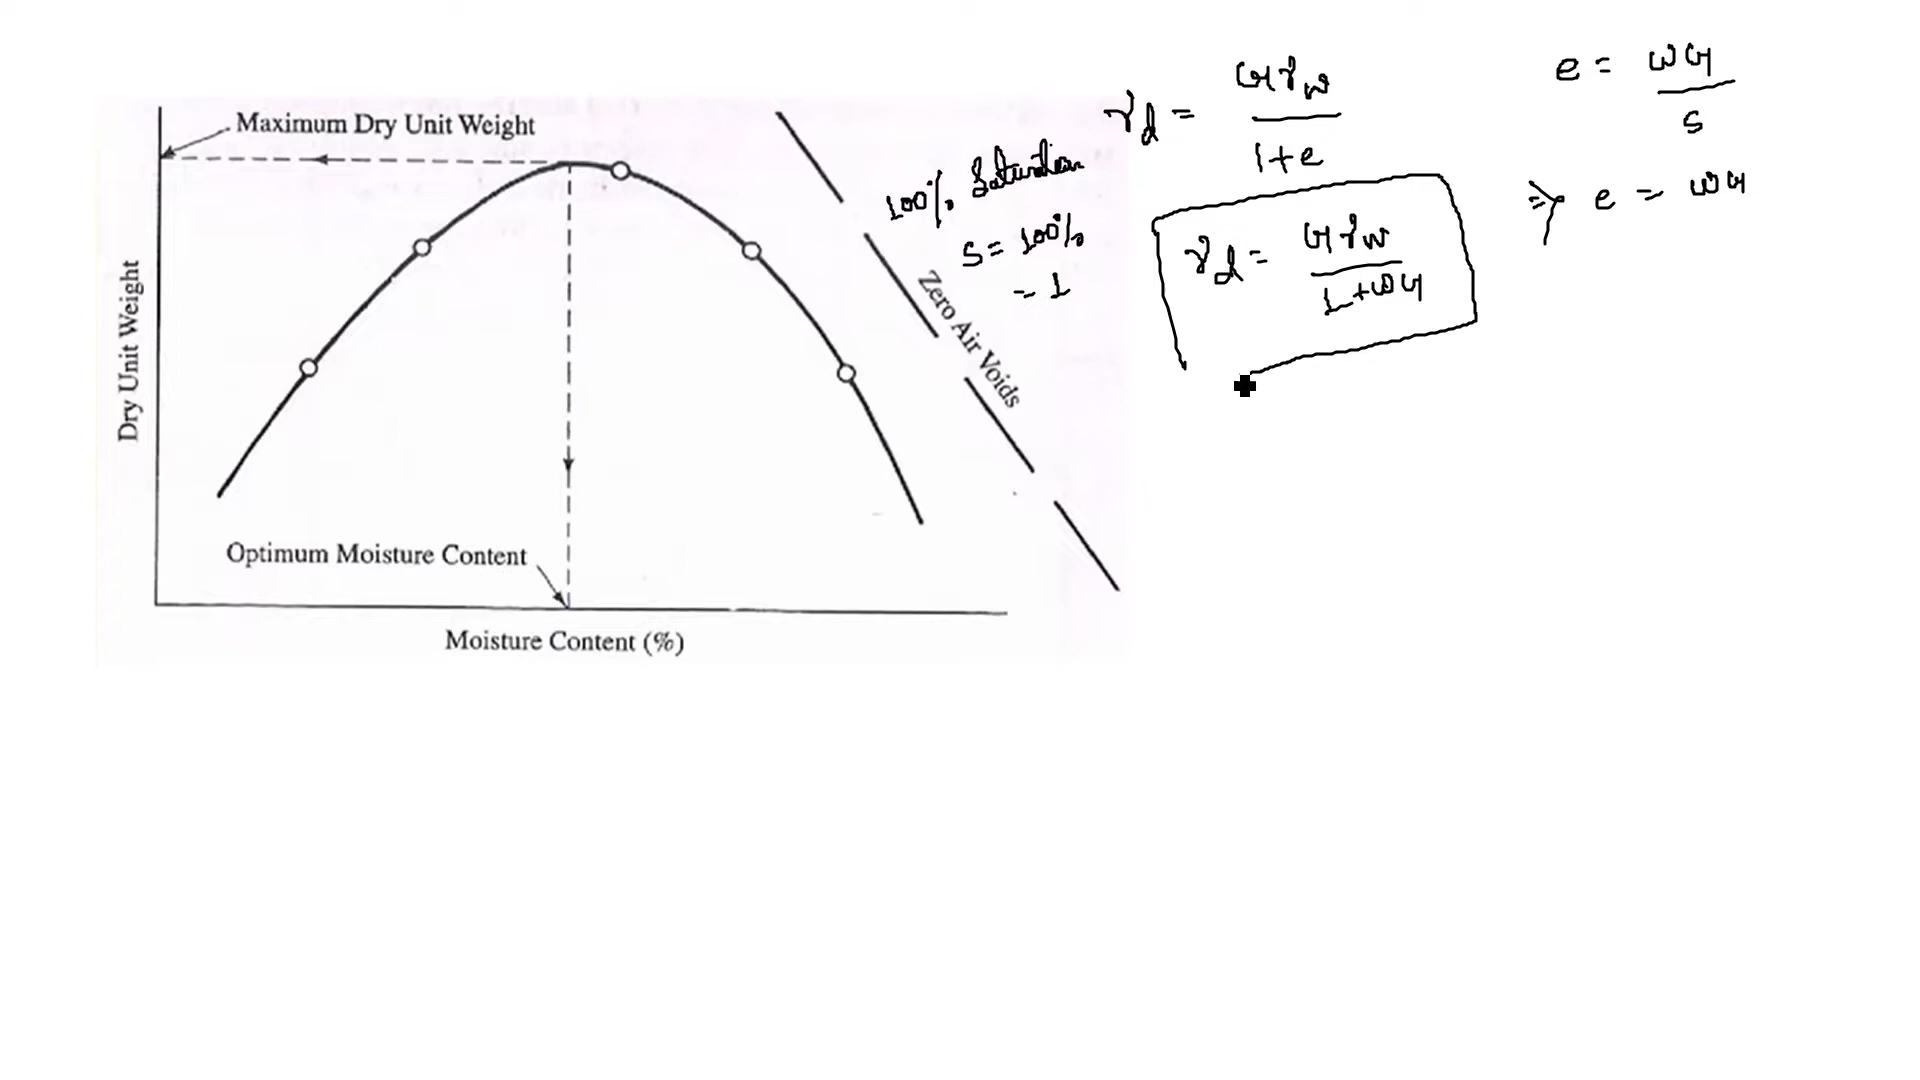 Maximum Dry Unit Weight
Dry Unit Weight
Optimum Moisture Content
Moisture Content (%)
Zero Air Voids
100% Saturation
S = 100%
= 1
γd = Gγw / 1+e
γd = Gγw / 1+wG
e = wG / S
⇒ e = wG